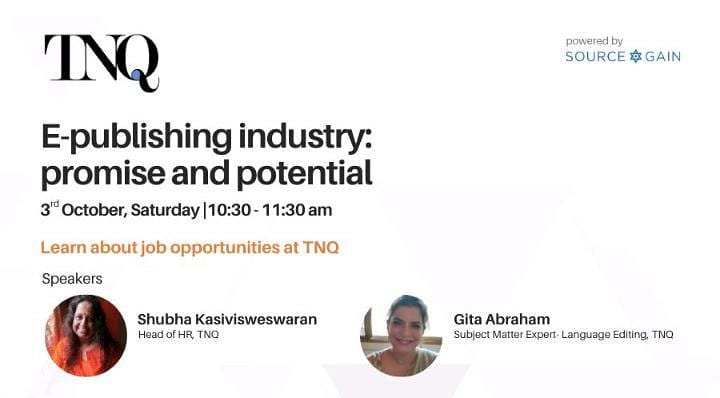 TNQ
powered by
SOURCE GAIN
E-publishing industry:
promise and potential
3rd October, Saturday |10:30 - 11:30 am
Learn about job opportunities at TNQ
Speakers
Shubha Kasivisweswaran
Head of HR, TNQ
Gita Abraham
Subject Matter Expert- Language Editing, TNQ